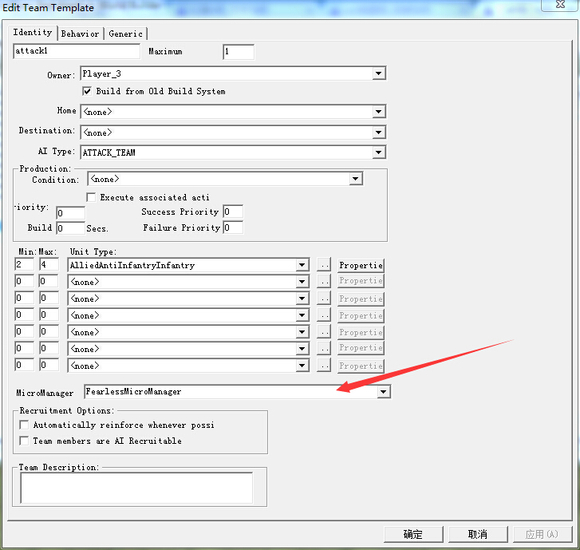 Edit Team Template
Identity Behavior Generic
attack1 Maximum 1
Owner: Player_3
Build from Old Build System
Home <none>
Destination: <none>
AI Type: ATTACK_TEAM
Production:
Condition: <none>
Execute associated acti
riority: 0 Success Priority 0
Build 0 Secs. Failure Priority 0
Min: Max: Unit Type:
2 4 AlliedAntiInfantryInfantry .. Propertie
0 0 <none> .. Propertie
0 0 <none> .. Propertie
0 0 <none> .. Propertie
0 0 <none> .. Propertie
0 0 <none> .. Propertie
0 0 <none> .. Propertie
MicroManager FearlessMicroManager
Recruitment Options:
Automatically reinforce whenever possi
Team members are AI Recruitable
Team Description:
确定 取消 应用(A)